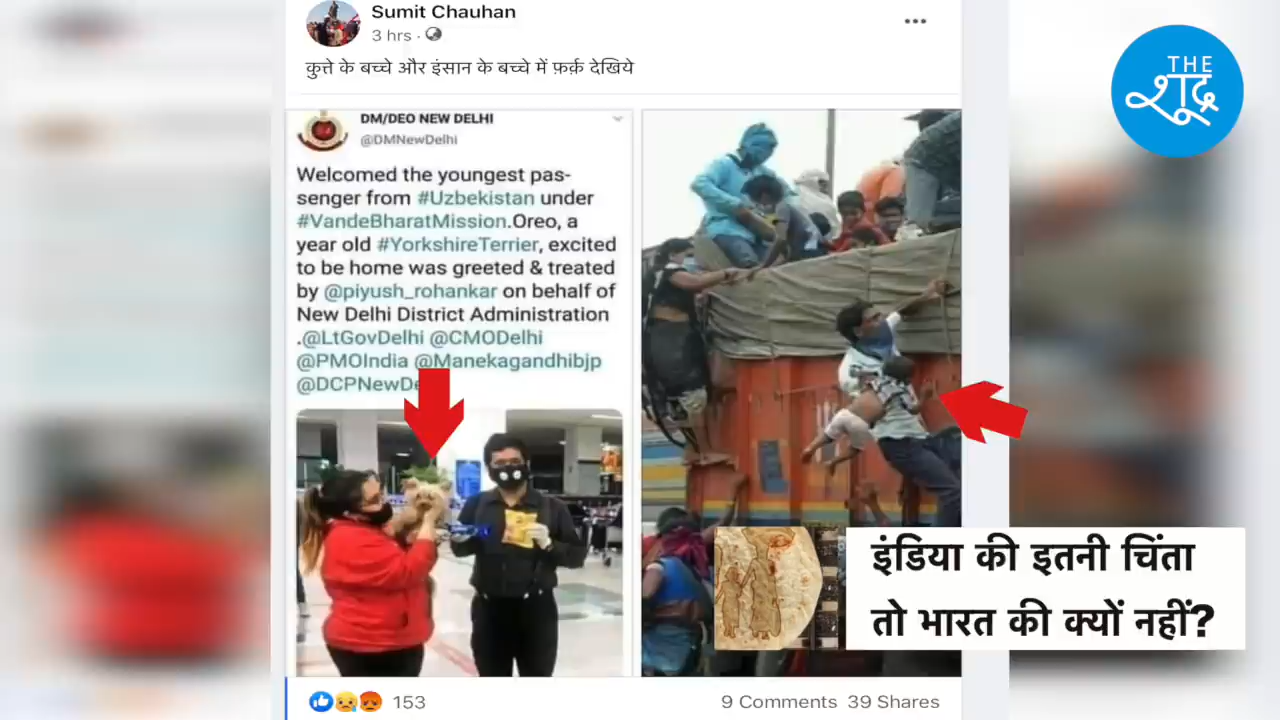 Sumit Chauhan
3 hrs
कुत्ते के बच्चे और इंसान के बच्चे में फ़र्क़ देखिये
DM/DEO NEW DELHI
@DMNewDelhi
Welcomed the youngest pas-
senger from #Uzbekistan under
#VandeBharatMission.Oreo, a
year old #YorkshireTerrier, excited
to be home was greeted & treated
by @piyush_rohankar on behalf of
New Delhi District Administration
.@LtGovDelhi @CMODelhi
@PMOIndia @Manekagandhibjp
THE
शूद्र
इंडिया की इतनी चिंता
तो भारत की क्यों नहीं?
153
9 Comments 39 Shares